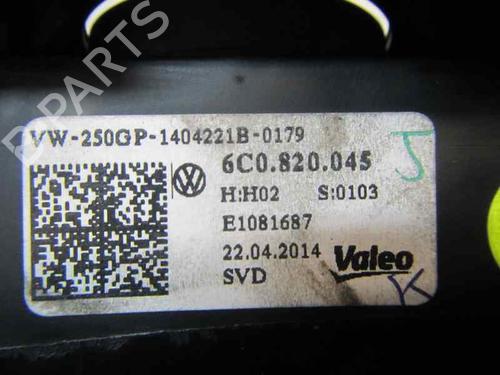 VW-250GP-1404221B-0179
6C0.820.045
H:H02 S:0103
E1081687
22.04.2014
SVD
Valeo
J
K
B-PARTS